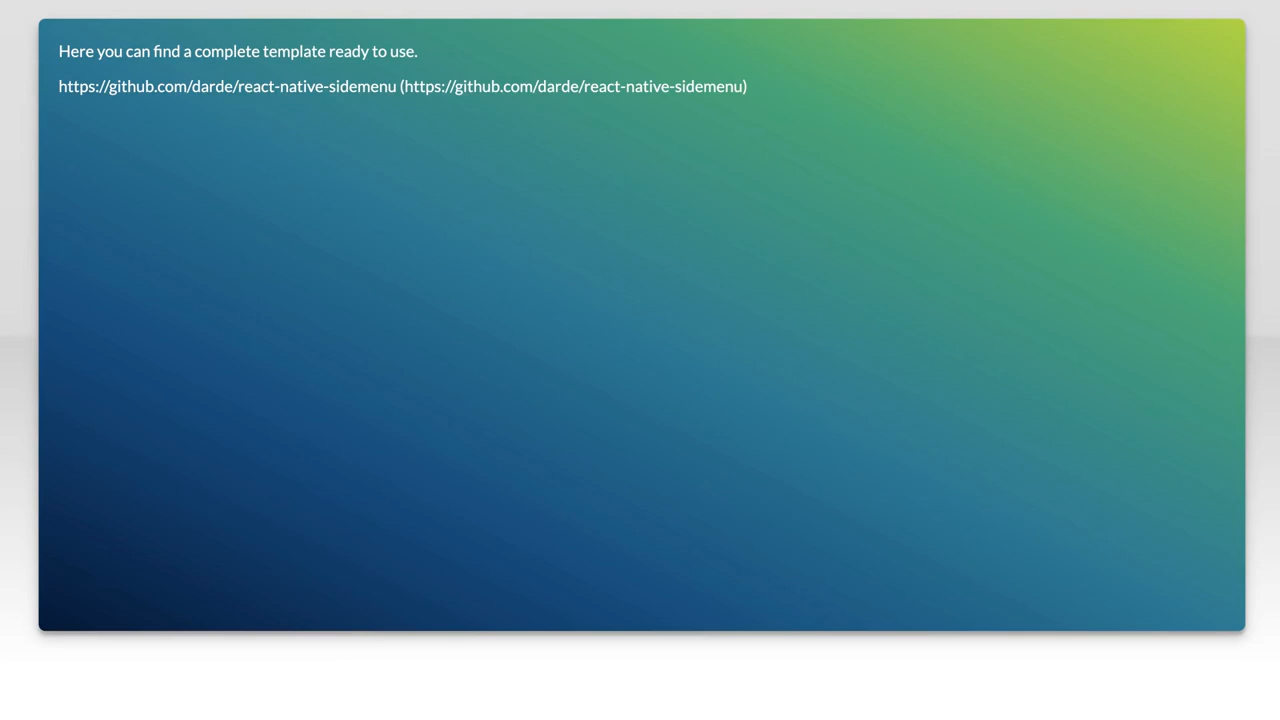 Here you can find a complete template ready to use.
https://github.com/darde/react-native-sidemenu (https://github.com/darde/react-native-sidemenu)